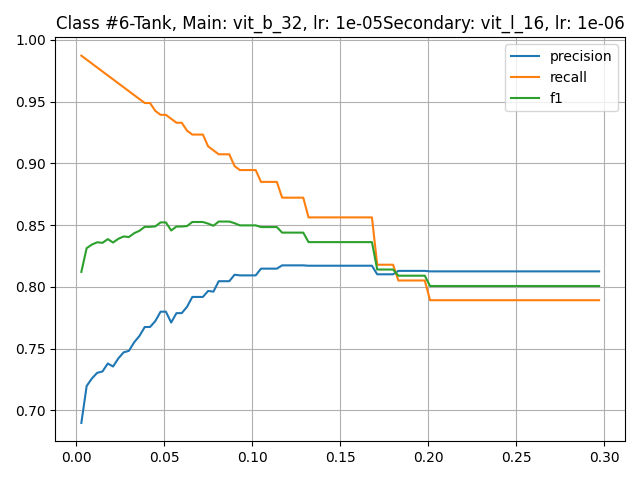 Class #6-Tank, Main: vit_b_32, lr: 1e-05Secondary: vit_l_16, lr: 1e-06
precision
recall
f1
1.00
0.95
0.90
0.85
0.80
0.75
0.70
0.00 0.05 0.10 0.15 0.20 0.25 0.30